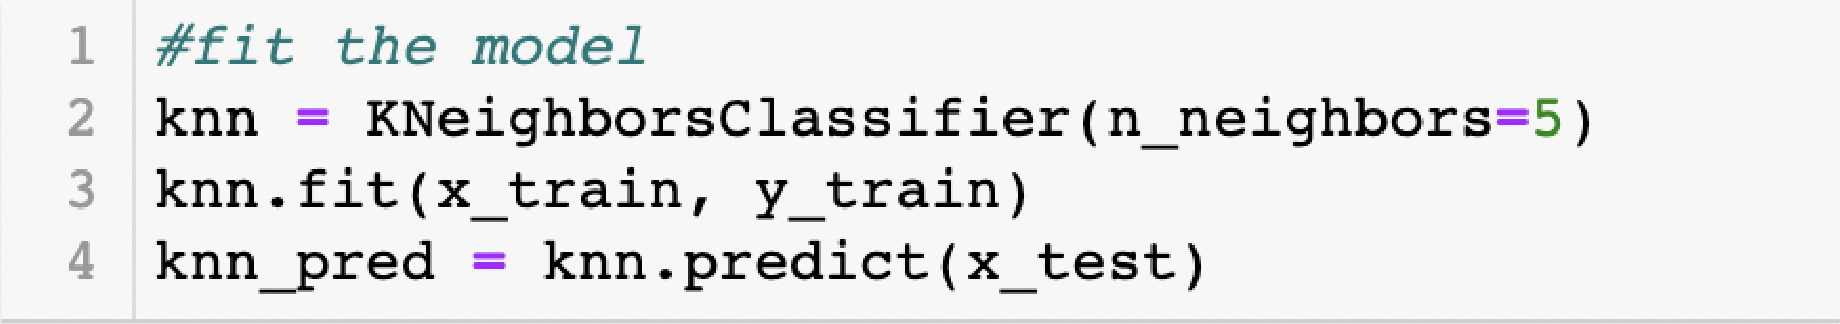 1 #fit the model
2 knn = KNeighborsClassifier(n_neighbors=5)
3 knn.fit(x_train, y_train)
4 knn_pred = knn.predict(x_test)